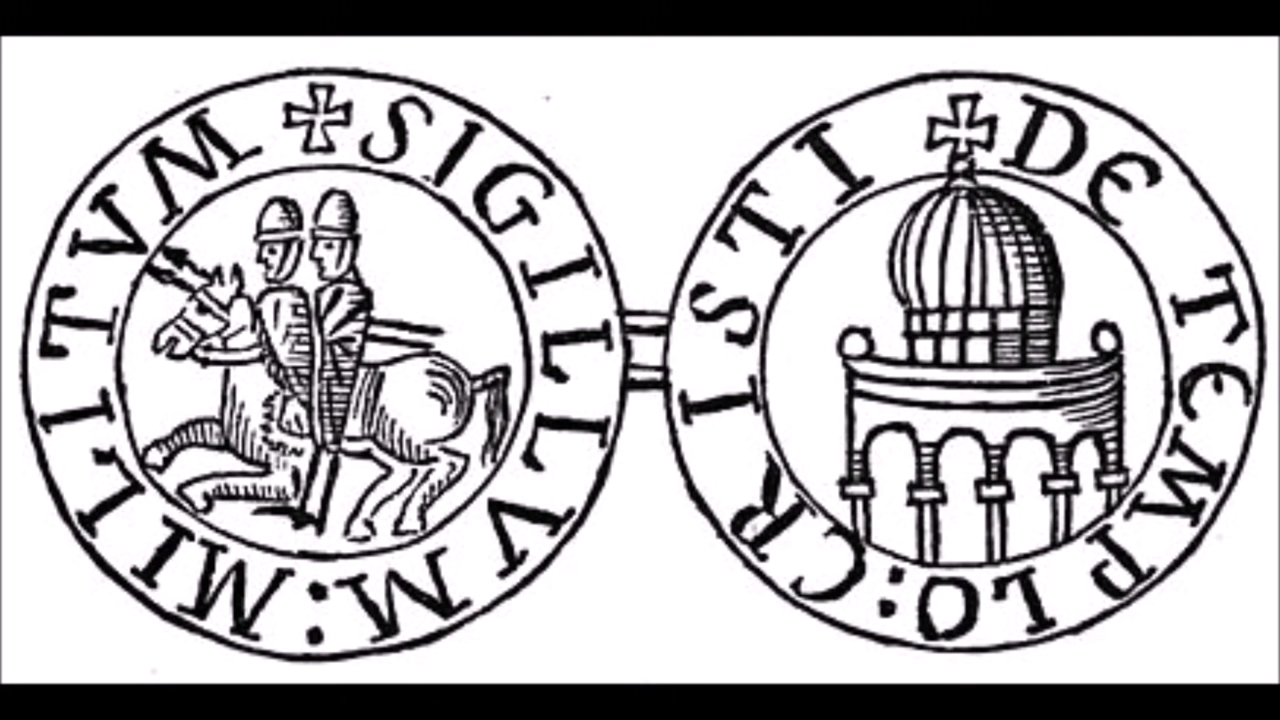 ✠ SIGILLVM : MILITVM
✠ DE TEMPLO : CRISTI